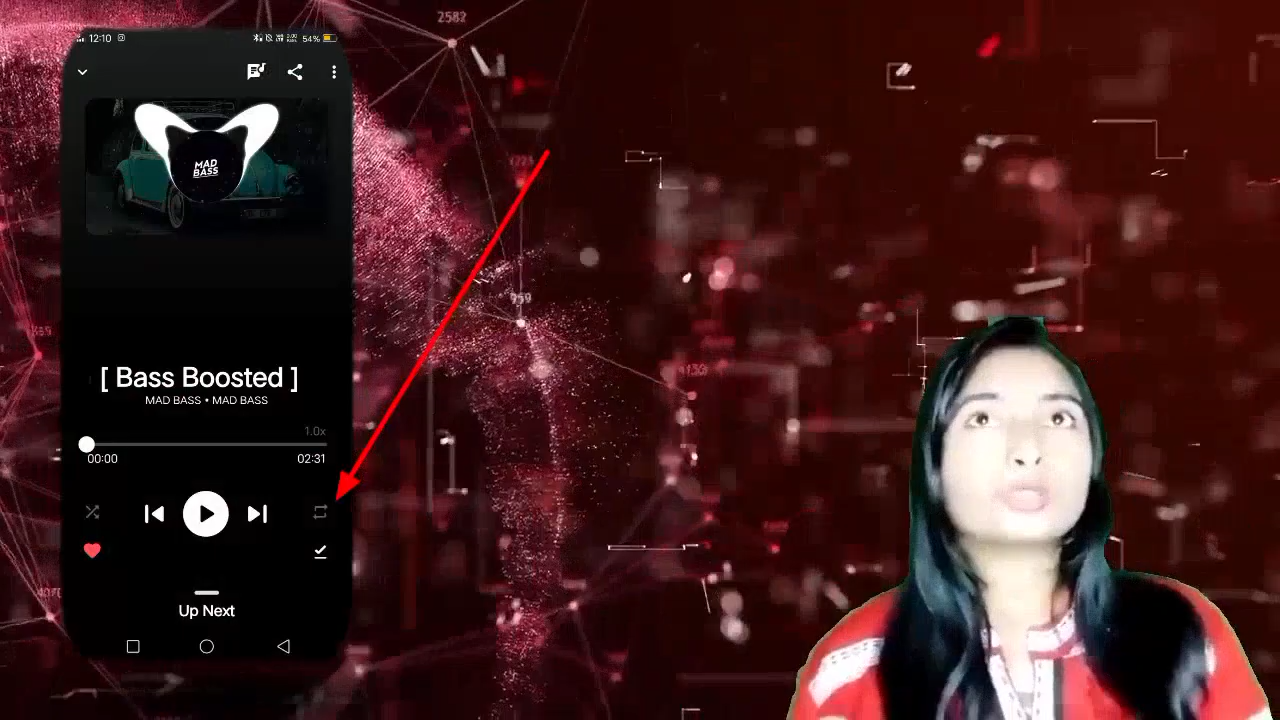 2582
12:10
54%
MAD
BASS
959
[ Bass Boosted ]
MAD BASS • MAD BASS
1.0x
00:00
02:31
Up Next